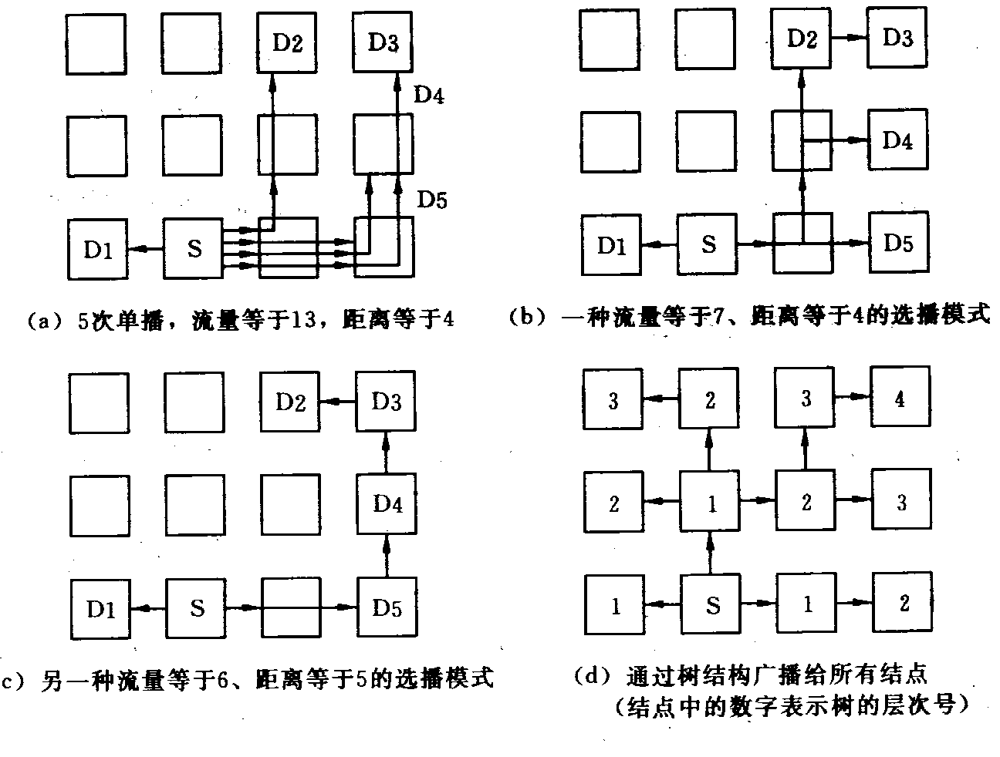 D2 D3
D4
D5
D1 S
(a) 5次单播，流量等于13，距离等于4
D2 D3
D4
D1 S D5
(b) 一种流量等于7、距离等于4的选播模式
D2 D3
D4
D1 S D5
c) 另一种流量等于6、距离等于5的选播模式
3 2 3 4
2 1 2 3
1 S 1 2
(d) 通过树结构广播给所有结点
(结点中的数字表示树的层次号)